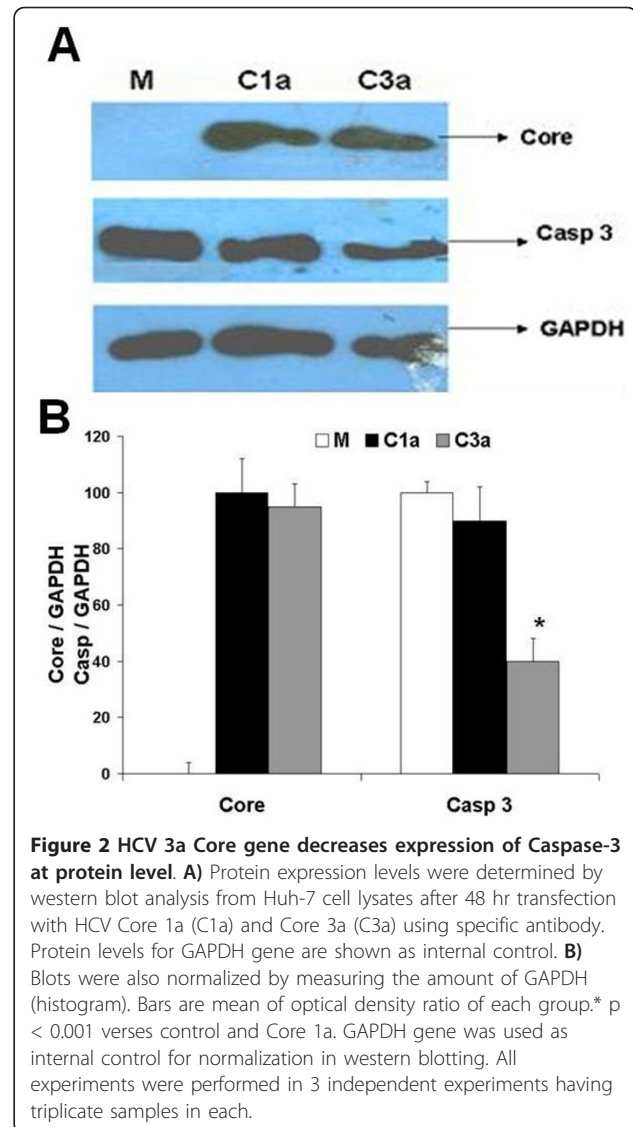 A
M C1a C3a
Core
Casp 3
GAPDH
B
120
M C1a C3a
100
80
60
40
20
0
Core / GAPDH
Casp / GAPDH
*
Core Casp 3
Figure 2 HCV 3a Core gene decreases expression of Caspase-3
at protein level. A) Protein expression levels were determined by
western blot analysis from Huh-7 cell lysates after 48 hr transfection
with HCV Core 1a (C1a) and Core 3a (C3a) using specific antibody.
Protein levels for GAPDH gene are shown as internal control. B)
Blots were also normalized by measuring the amount of GAPDH
(histogram). Bars are mean of optical density ratio of each group.* p
< 0.001 verses control and Core 1a. GAPDH gene was used as
internal control for normalization in western blotting. All
experiments were performed in 3 independent experiments having
triplicate samples in each.